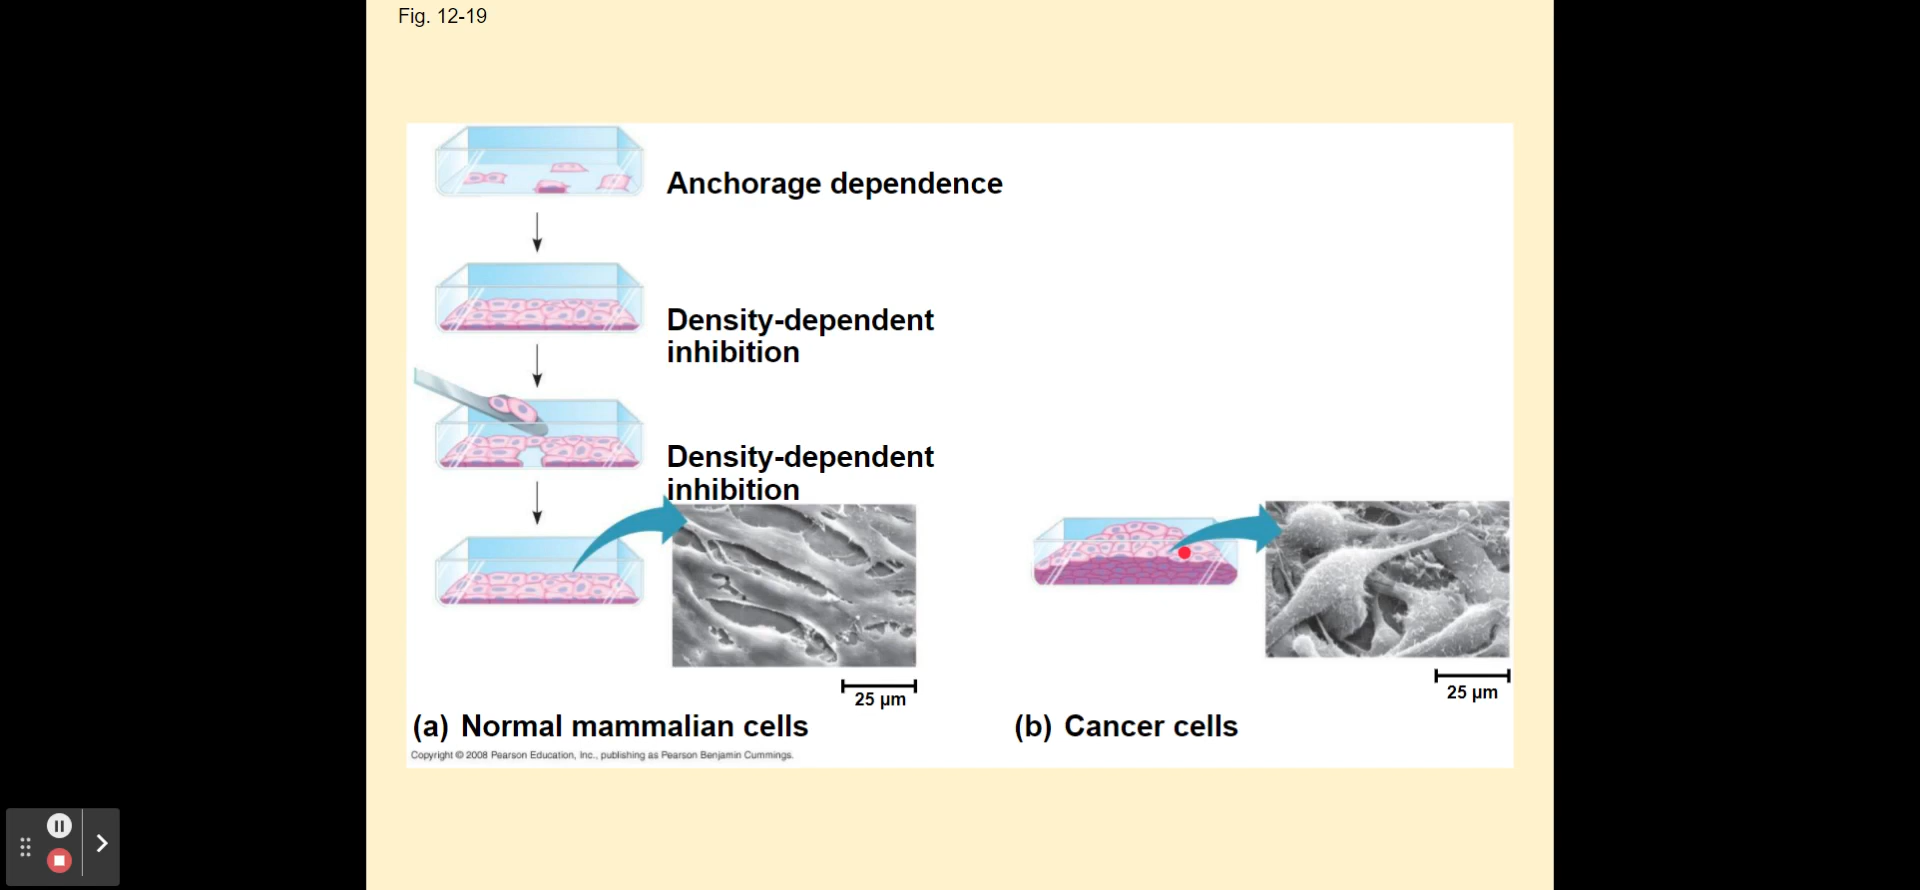 Fig. 12-19
Anchorage dependence
Density-dependent
inhibition
Density-dependent
inhibition
25 µm
25 µm
(a) Normal mammalian cells
(b) Cancer cells
Copyright © 2008 Pearson Education, Inc., publishing as Pearson Benjamin Cummings.